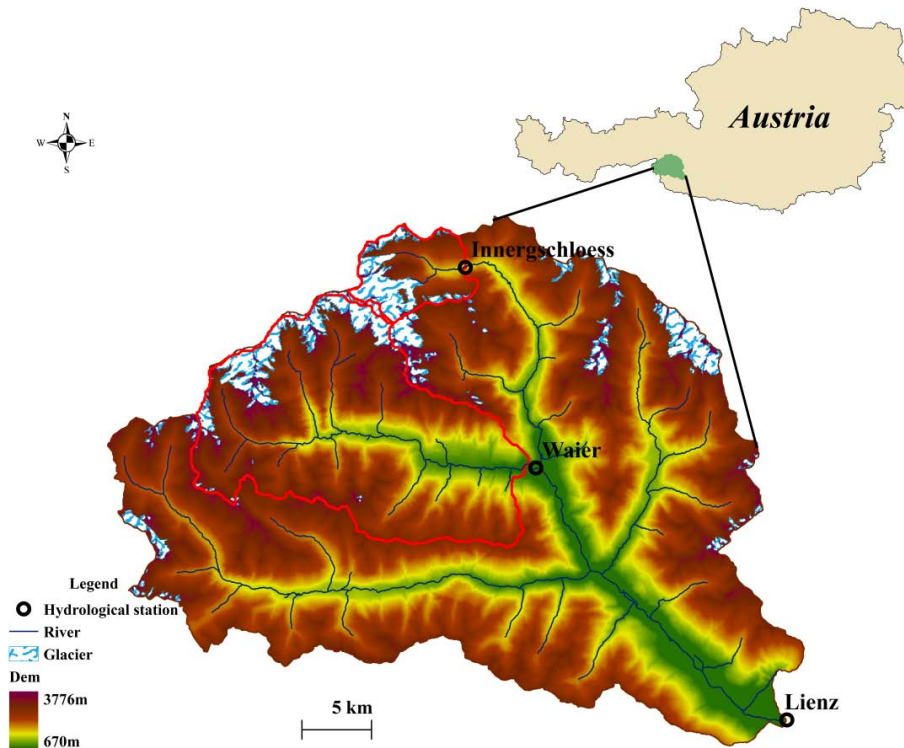 Austria
N
W E
S
Innergschloess
Waier
Legend
Hydrological station
River
Glacier
Dem
3776m
670m
5 km
Lienz